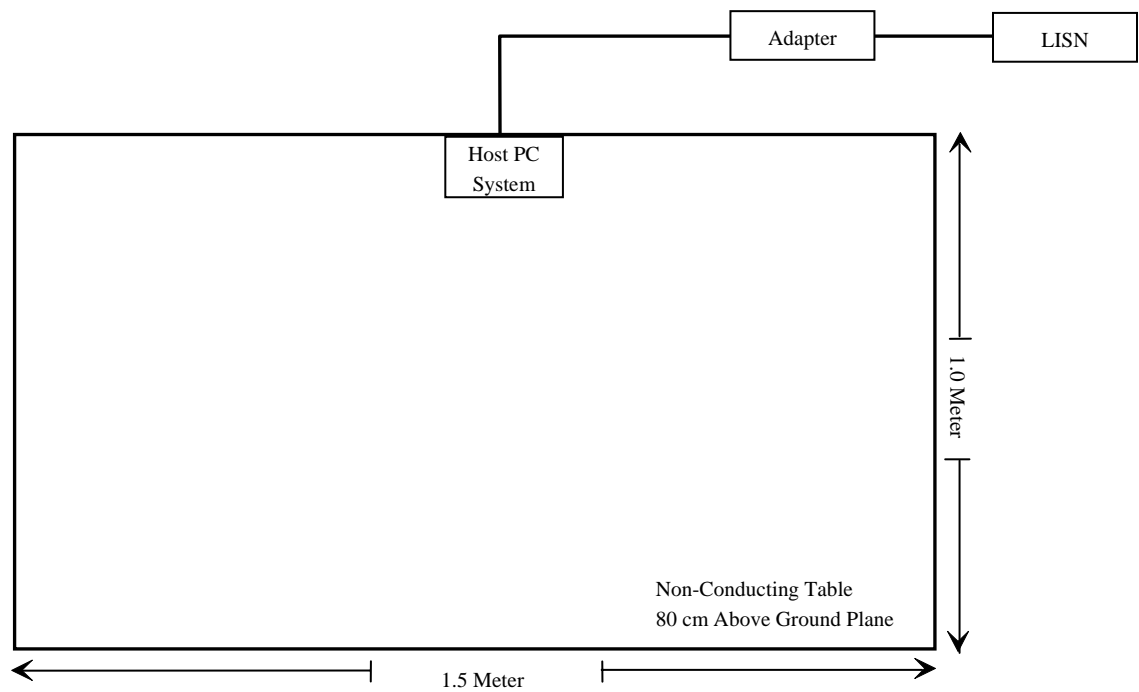 Adapter
LISN
Host PC
System
1.0 Meter
Non-Conducting Table
80 cm Above Ground Plane
1.5 Meter